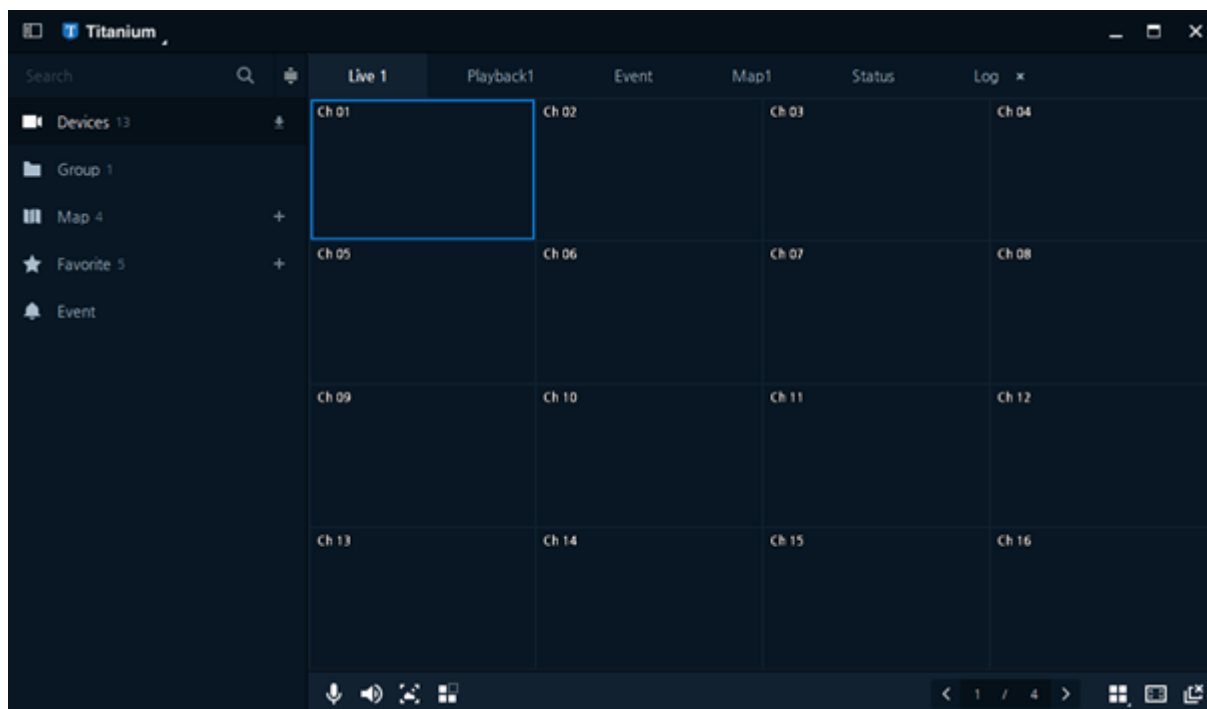 Titanium
Search
Live 1 Playback1 Event Map1 Status Log ×
Devices 13
Group 1
Map 4 +
Favorite 5 +
Event
Ch 01 Ch 02 Ch 03 Ch 04
Ch 05 Ch 06 Ch 07 Ch 08
Ch 09 Ch 10 Ch 11 Ch 12
Ch 13 Ch 14 Ch 15 Ch 16
1 / 4